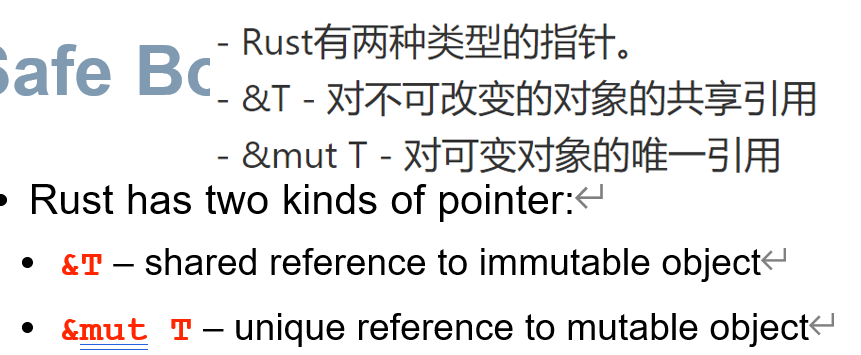 Safe Bo
- Rust有两种类型的指针。
- &T - 对不可改变的对象的共享引用
- &mut T - 对可变对象的唯一引用
• Rust has two kinds of pointer:↵
• &T – shared reference to immutable object↵
• &mut T – unique reference to mutable object↵